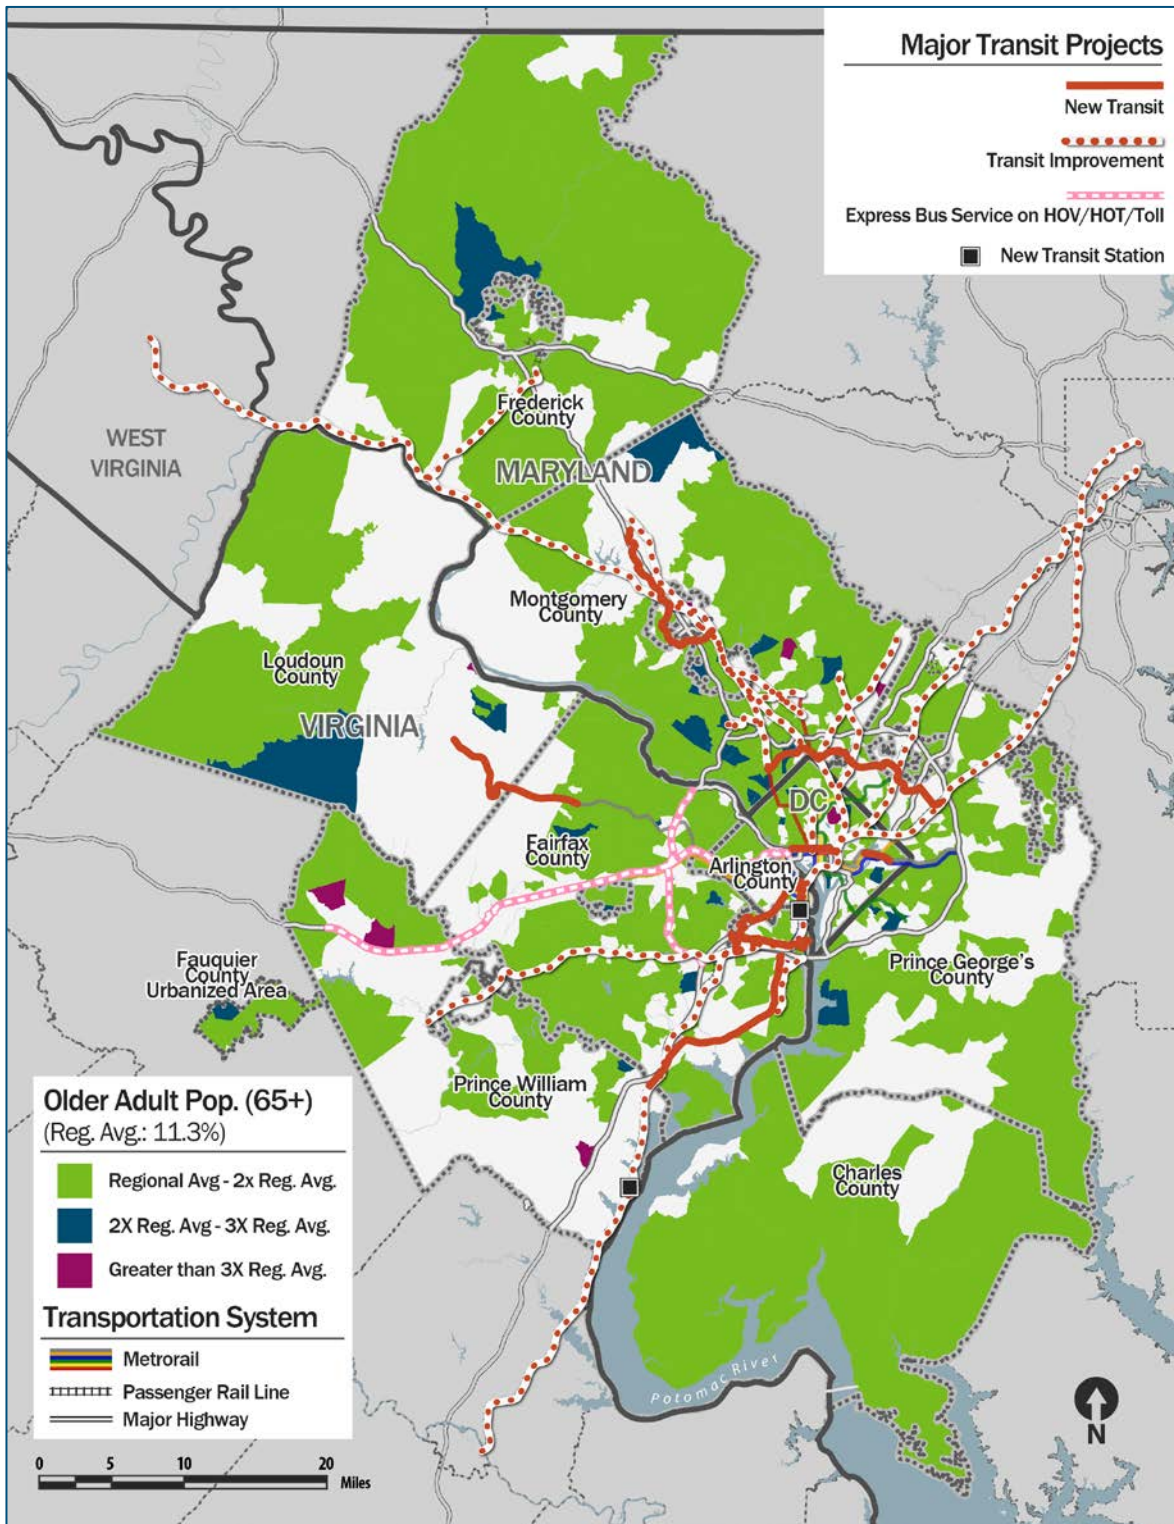 Major Transit Projects
New Transit
Transit Improvement
Express Bus Service on HOV/HOT/Toll
New Transit Station
WEST
VIRGINIA
Frederick
County
MARYLAND
Montgomery
County
Loudoun
County
VIRGINIA
DC
Fairfax
County
Arlington
County
Fauquier
County
Urbanized Area
Prince George's
County
Prince William
County
Charles
County
Potomac River
Older Adult Pop. (65+)
(Reg. Avg.: 11.3%)
Regional Avg - 2x Reg. Avg.
2X Reg. Avg - 3X Reg. Avg.
Greater than 3X Reg. Avg.
Transportation System
Metrorail
Passenger Rail Line
Major Highway
0 5 10 20
Miles
N